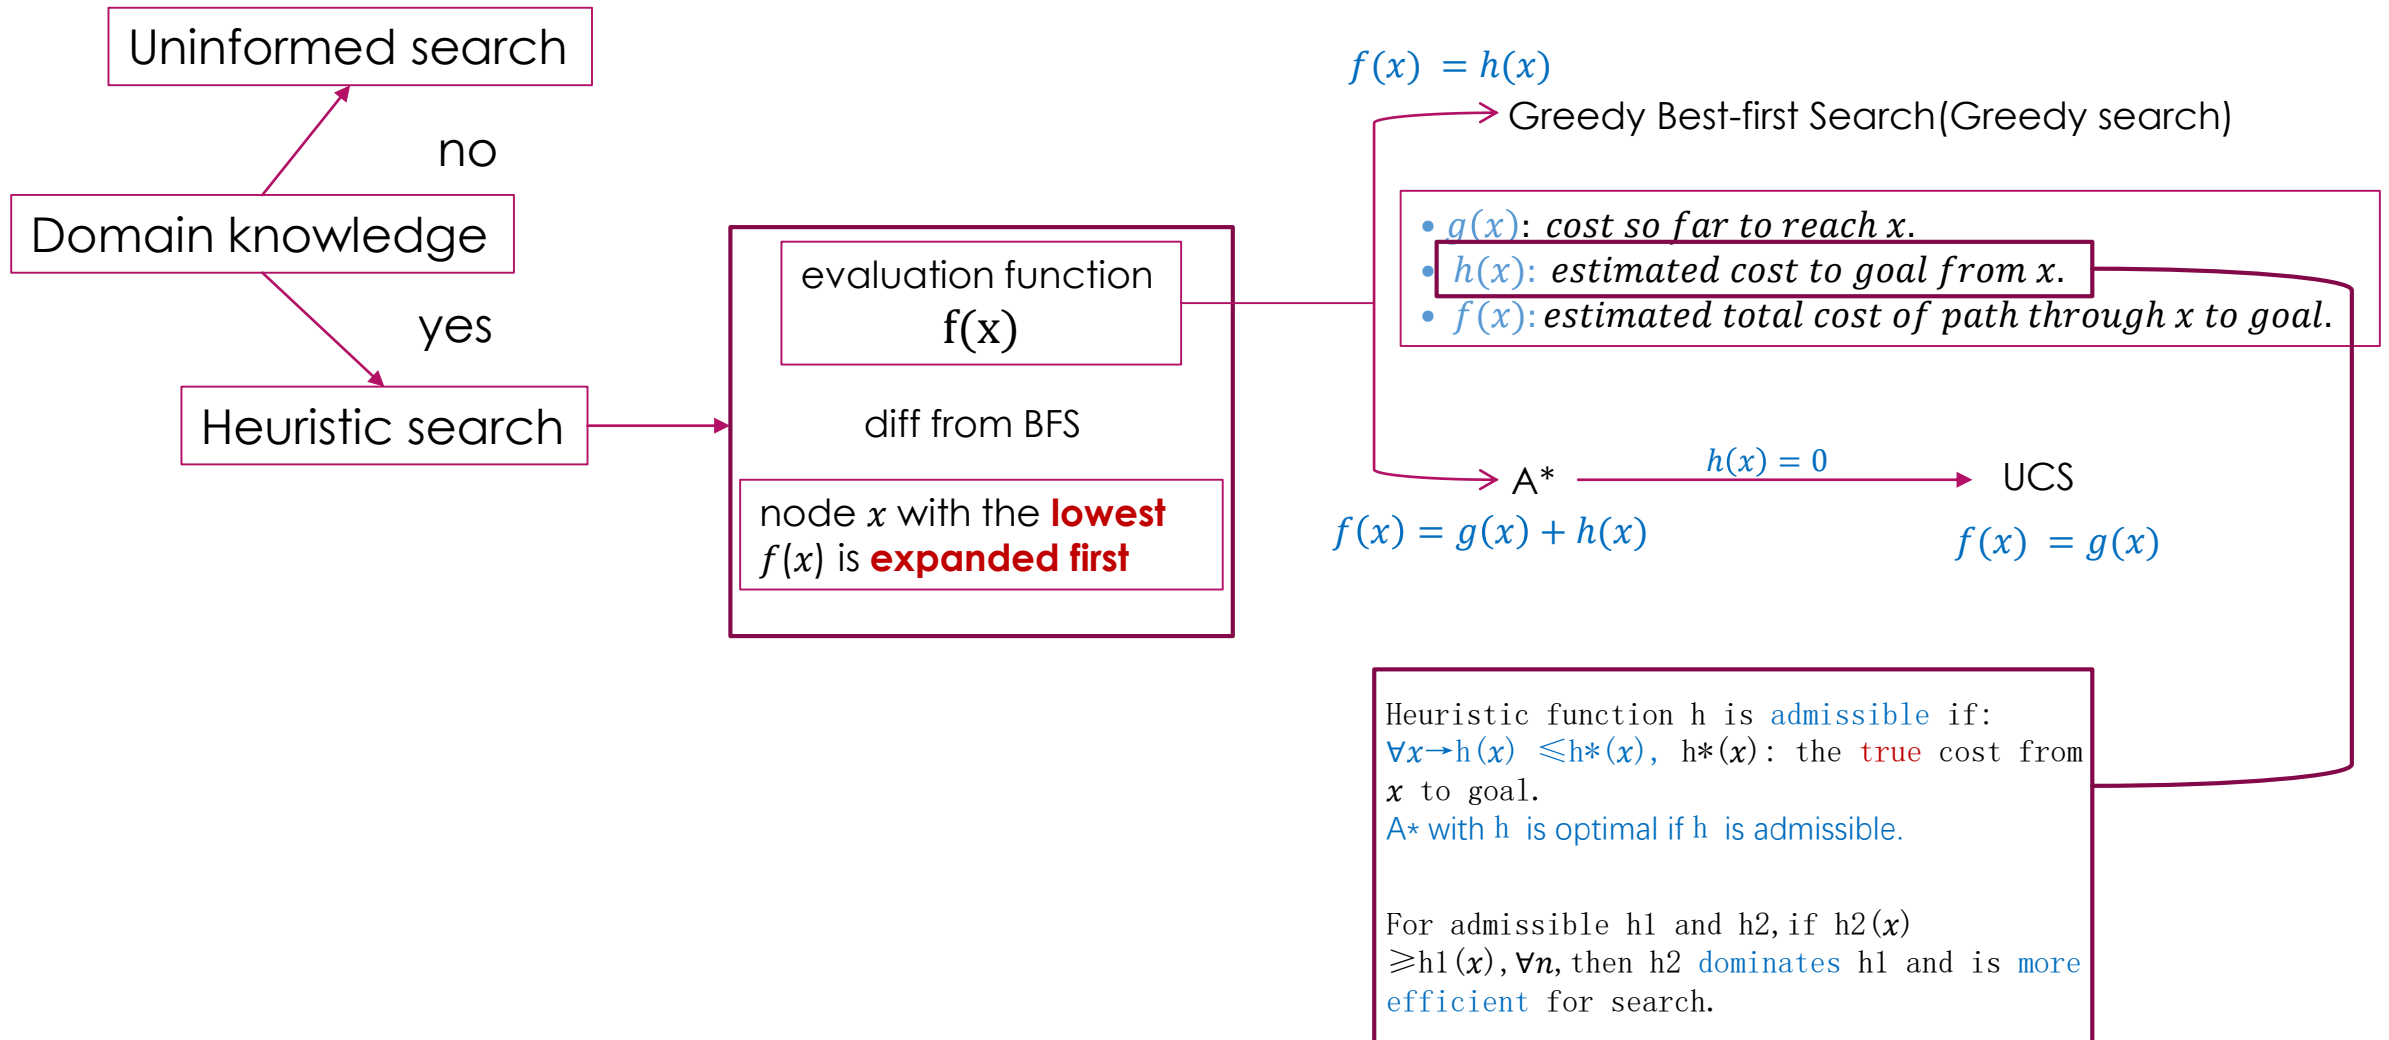 Uninformed search
no
Domain knowledge
yes
Heuristic search
evaluation function
f(x)
diff from BFS
node x with the lowest
f(x) is expanded first
f(x) = h(x)
Greedy Best-first Search(Greedy search)
• g(x): cost so far to reach x.
• h(x): estimated cost to goal from x.
• f(x): estimated total cost of path through x to goal.
A*
h(x) = 0
UCS
f(x) = g(x) + h(x)
f(x) = g(x)
Heuristic function h is admissible if:
∀x→h(x) ≤h*(x), h*(x): the true cost from
x to goal.
A* with h is optimal if h is admissible.
For admissible h1 and h2, if h2(x)
≥h1(x), ∀n, then h2 dominates h1 and is more
efficient for search.